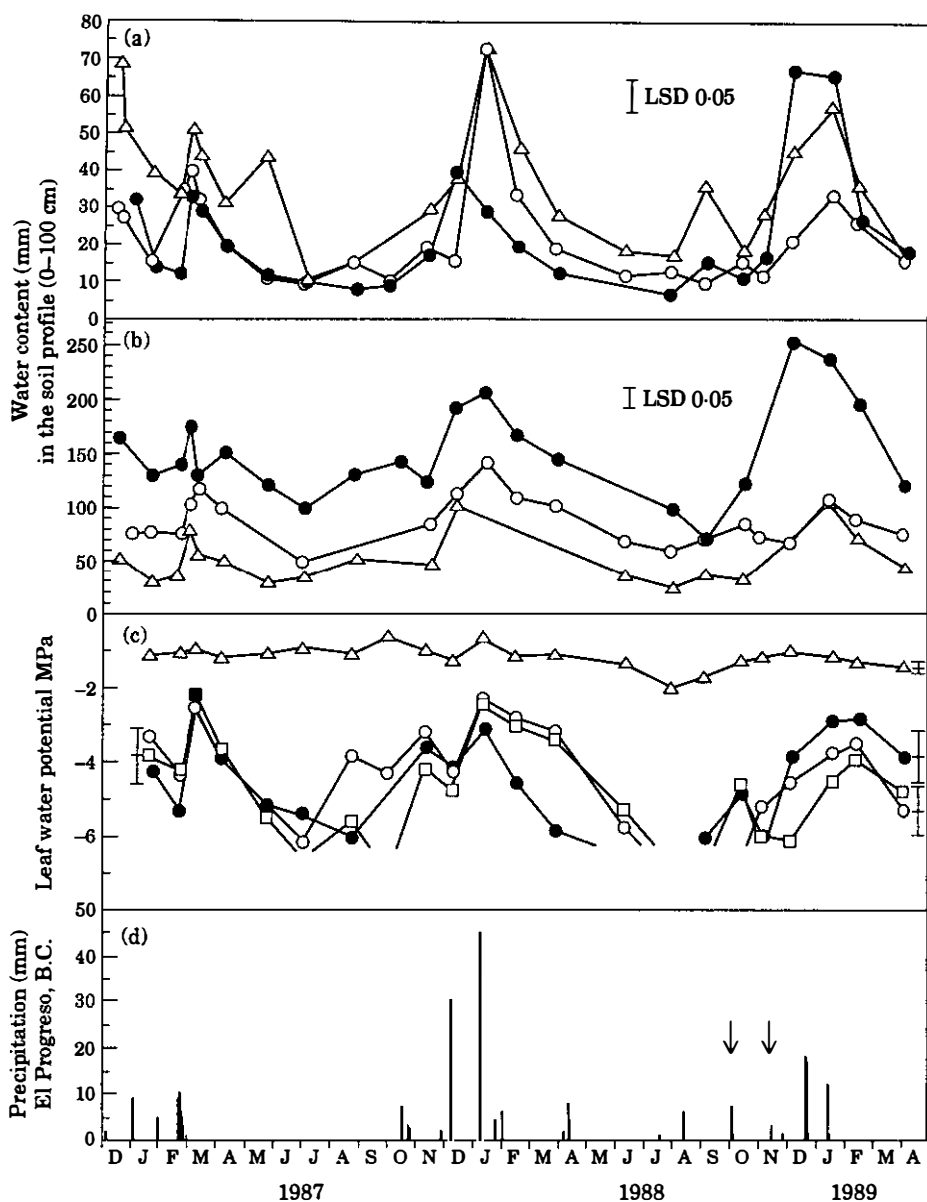 Water content (mm)
in the soil profile (0–100 cm)
80
70
60
50
40
30
20
10
0
(a)
LSD 0·05
250
200
150
100
50
0
(b)
LSD 0·05
Leaf water potential MPa
−2
−4
−6
(c)
Precipitation (mm)
El Progreso, B.C.
50
40
30
20
10
0
(d)
D J F M A M J J A S O N D J F M A M J J A S O N D J F M A
1987 1988 1989